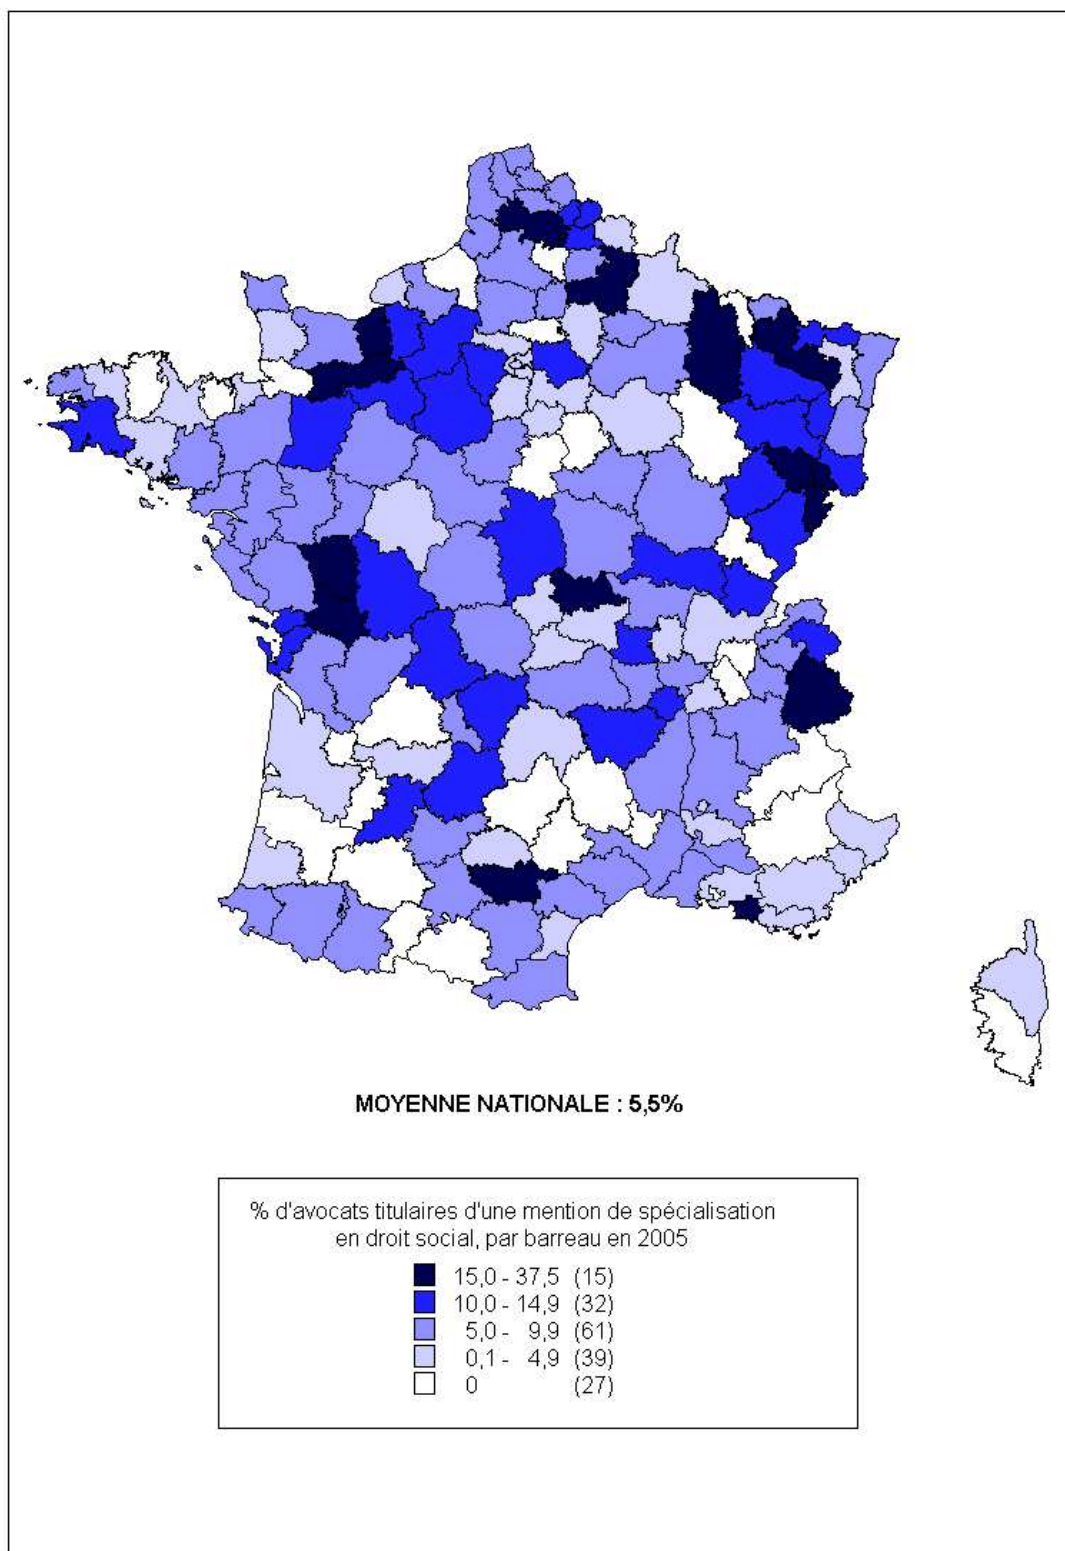 MOYENNE NATIONALE : 5,5%
% d'avocats titulaires d'une mention de spécialisation
en droit social, par barreau en 2005
15,0 - 37,5 (15)
10,0 - 14,9 (32)
5,0 - 9,9 (61)
0,1 - 4,9 (39)
0 (27)